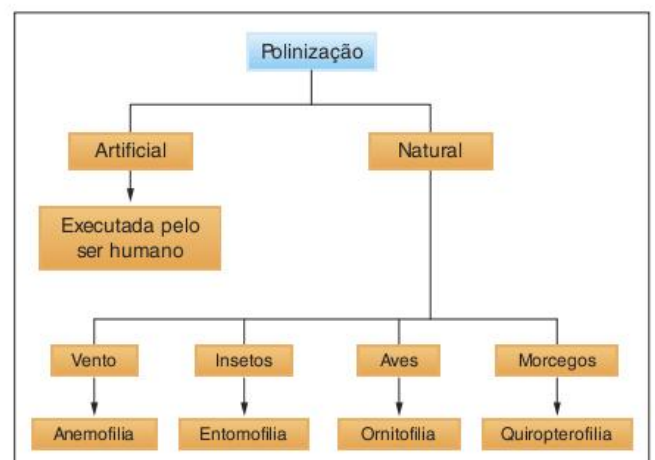 Polinização
Artificial
Natural
Executada pelo
ser humano
Vento
Insetos
Aves
Morcegos
Anemofilia
Entomofilia
Ornitofilia
Quiropterofilia